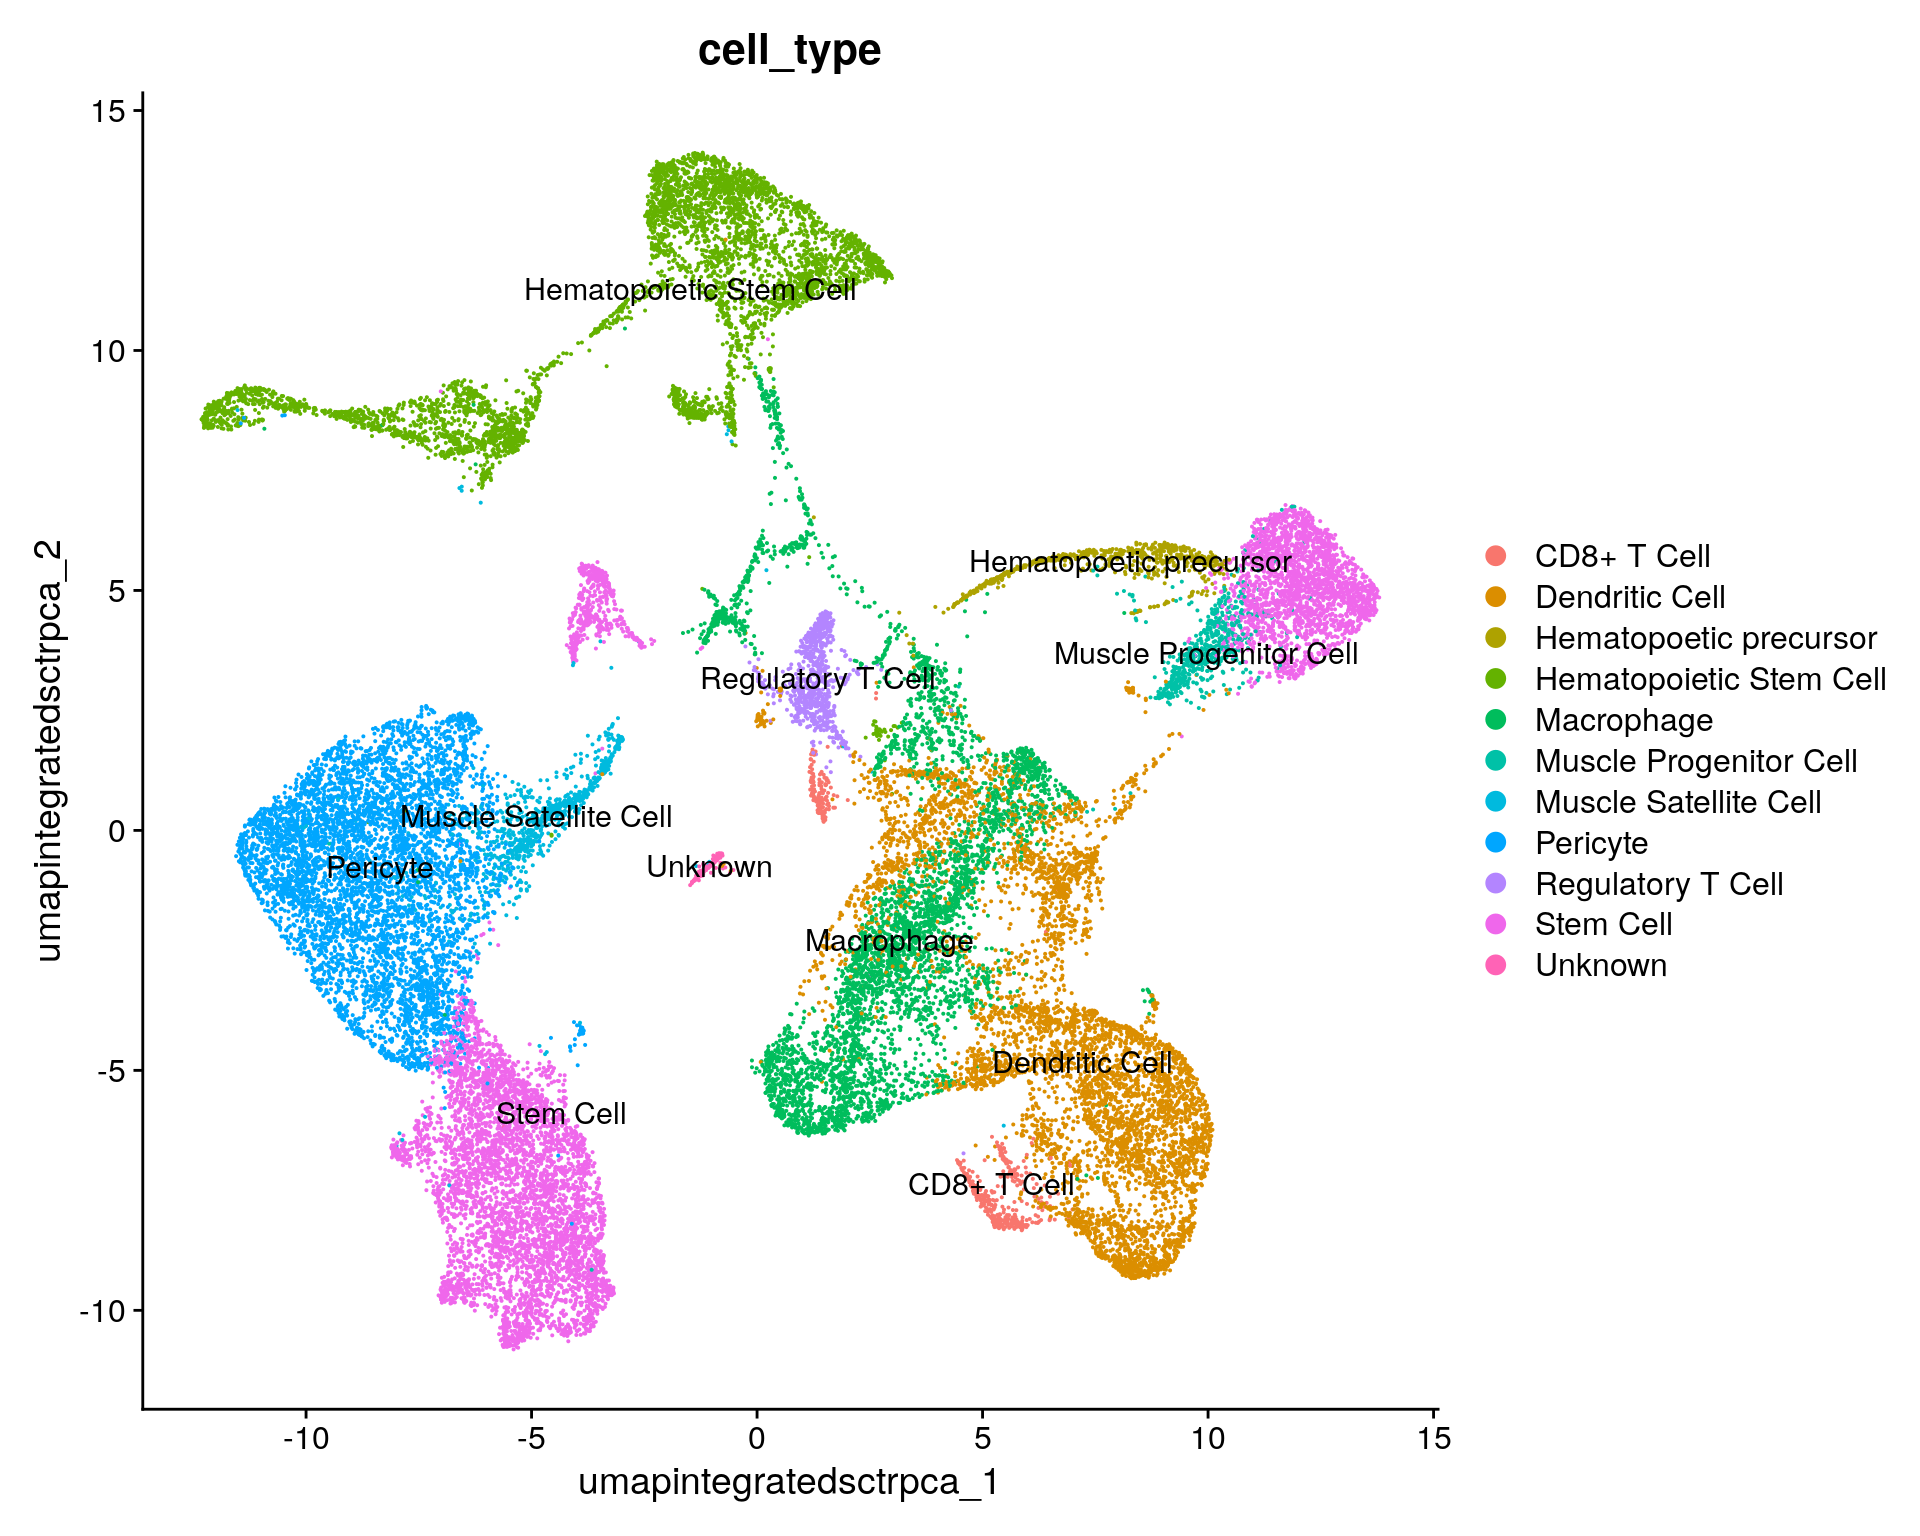 cell_type
15
10
5
0
-5
-10
umapintegratedsctrpca_2
Hematopoietic Stem Cell
Hematopoetic precursor
Muscle Progenitor Cell
Regulatory T Cell
Muscle Satellite Cell
Pericyte
Unknown
Macrophage
Dendritic Cell
Stem Cell
CD8+ T Cell
-10
-5
0
5
10
15
umapintegratedsctrpca_1
CD8+ T Cell
Dendritic Cell
Hematopoetic precursor
Hematopoietic Stem Cell
Macrophage
Muscle Progenitor Cell
Muscle Satellite Cell
Pericyte
Regulatory T Cell
Stem Cell
Unknown